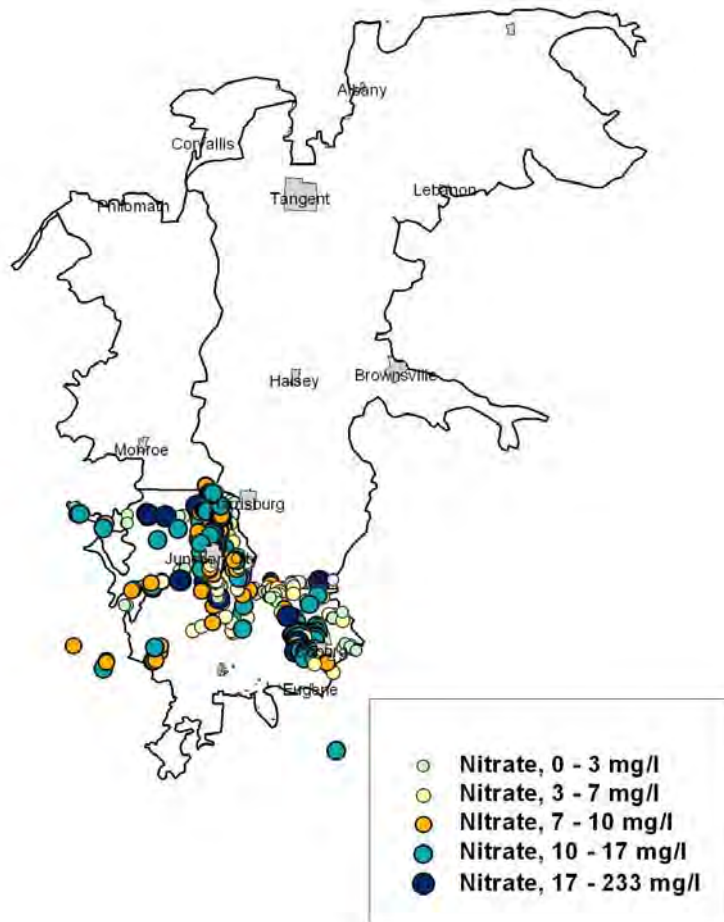 Albany
Corvallis
Tangent
Lebanon
Philomath
Halsey
Brownsville
Monroe
Eugene
Nitrate, 0 - 3 mg/l
Nitrate, 3 - 7 mg/l
NItrate, 7 - 10 mg/l
Nitrate, 10 - 17 mg/l
Nitrate, 17 - 233 mg/l